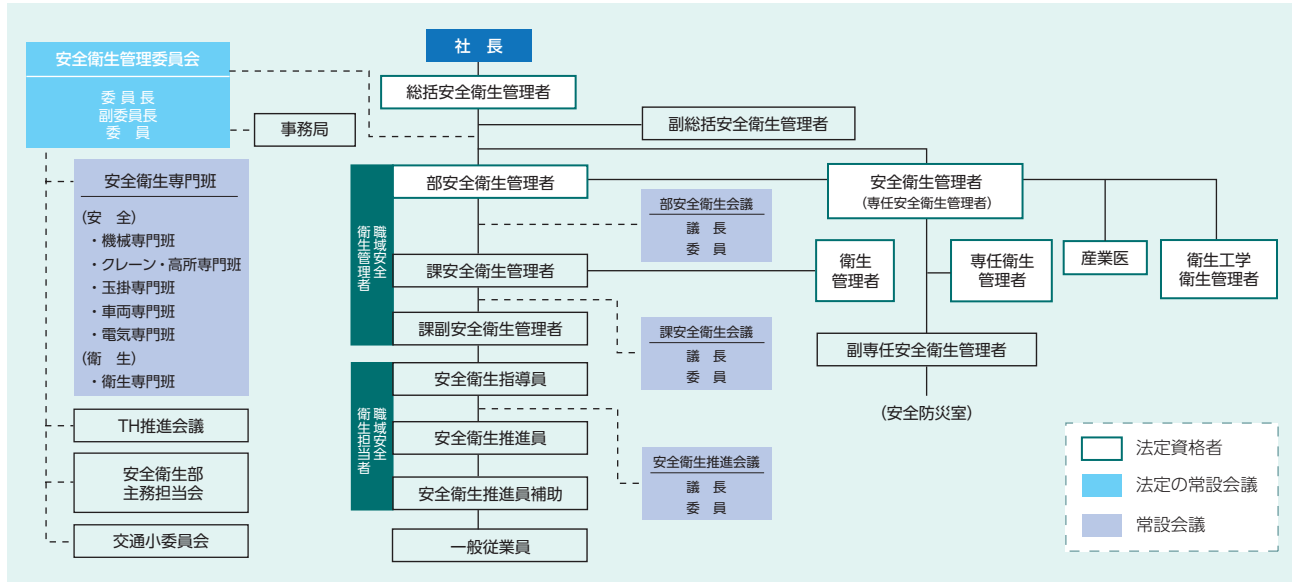 社　長
安全衛生管理委員会
委 員 長
副委員長
委　員
事務局
総括安全衛生管理者
副総括安全衛生管理者
安全衛生専門班
(安　全)
・機械専門班
・クレーン・高所専門班
・玉掛専門班
・車両専門班
・電気専門班
(衛　生)
・衛生専門班
TH推進会議
安全衛生部
主務担当会
交通小委員会
職域安全
衛生管理者
部安全衛生管理者
課安全衛生管理者
課副安全衛生管理者
職域安全
衛生担当者
安全衛生指導員
安全衛生推進員
安全衛生推進員補助
一般従業員
部安全衛生会議
議　長
委　員
課安全衛生会議
議　長
委　員
安全衛生推進会議
議　長
委　員
安全衛生管理者
(専任安全衛生管理者)
衛生
管理者
専任衛生
管理者
産業医
衛生工学
衛生管理者
副専任安全衛生管理者
(安全防災室)
法定資格者
法定の常設会議
常設会議